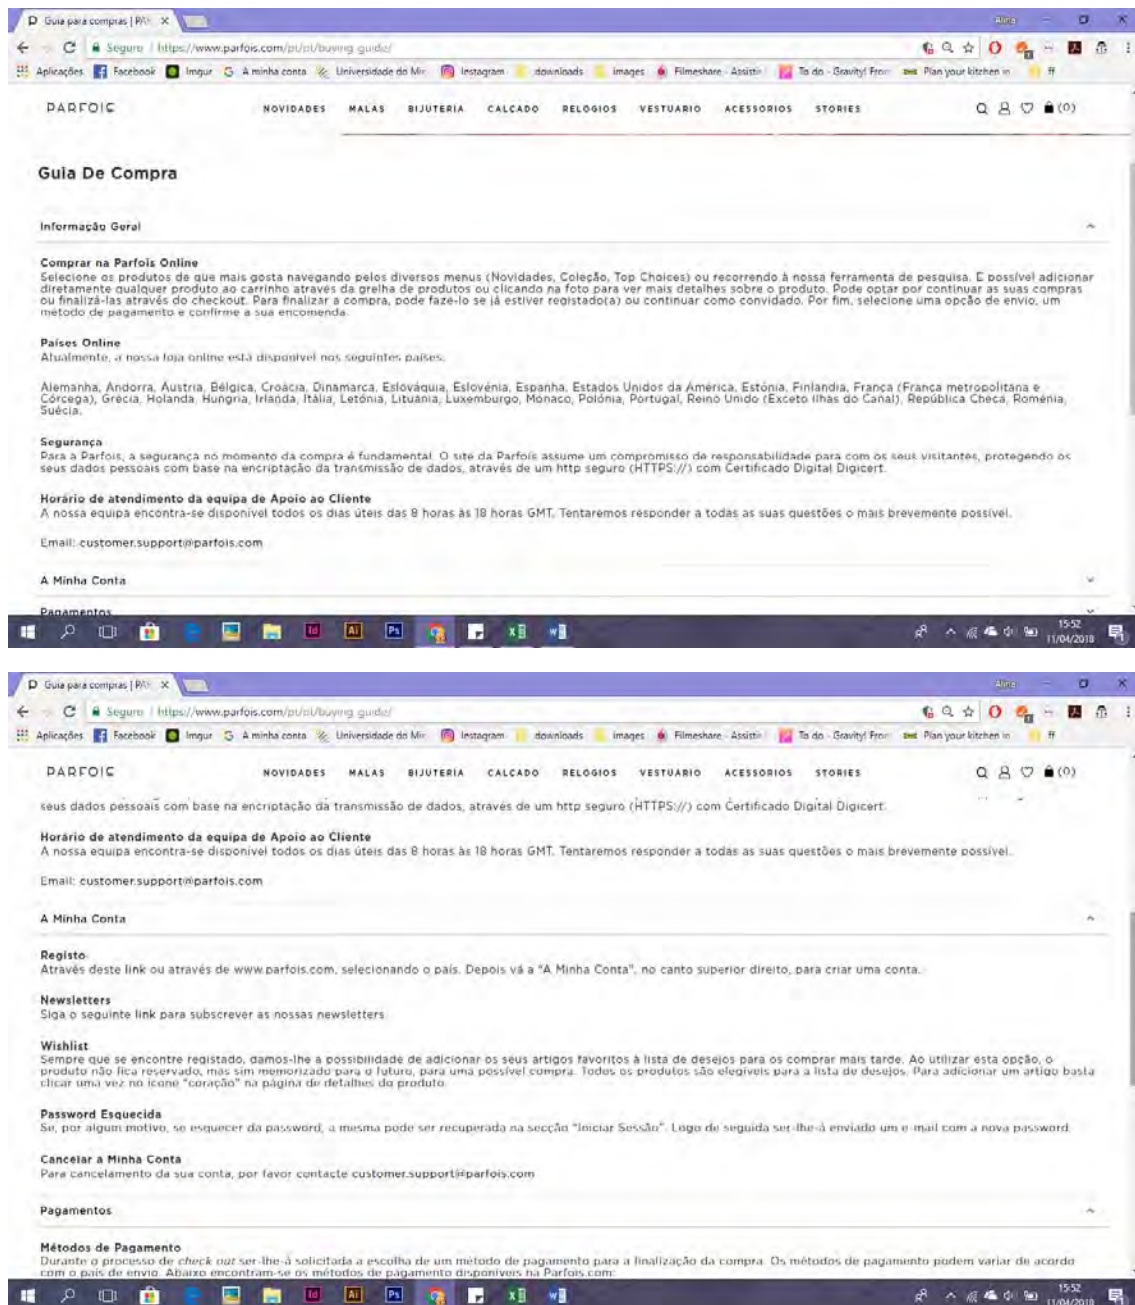 Guia para compras | PAR
Aline
Seguro | https://www.parfois.com/pt/pt/buying-guide/
Aplicações Facebook Imgur A minha conta Universidade do Min Instagram downloads images Filmeshare - Assistir To do - Gravity! From Plan your kitchen in ff
PARFOIS NOVIDADES MALAS BIJUTERIA CALÇADO RELÓGIOS VESTUÁRIO ACESSÓRIOS STORIES (0)
Guia De Compra
Informação Geral
Comprar na Parfois Online
Selecione os produtos de que mais gosta navegando pelos diversos menus (Novidades, Coleção, Top Choices) ou recorrendo à nossa ferramenta de pesquisa. É possível adicionar
diretamente qualquer produto ao carrinho através da grelha de produtos ou clicando na foto para ver mais detalhes sobre o produto. Pode optar por continuar as suas compras
ou finalizá-las através do checkout. Para finalizar a compra, pode fazê-lo se já estiver registado(a) ou continuar como convidado. Por fim, selecione uma opção de envio, um
método de pagamento e confirme a sua encomenda.
Países Online
Atualmente, a nossa loja online está disponível nos seguintes países:
Alemanha, Andorra, Áustria, Bélgica, Croácia, Dinamarca, Eslováquia, Eslovénia, Espanha, Estados Unidos da América, Estónia, Finlandia, França (França metropolitana e
Córcega), Grécia, Holanda, Hungria, Irlanda, Itália, Letónia, Lituânia, Luxemburgo, Mónaco, Polónia, Portugal, Reino Unido (Exceto Ilhas do Canal), República Checa, Roménia,
Suécia.
Segurança
Para a Parfois, a segurança no momento da compra é fundamental. O site da Parfois assume um compromisso de responsabilidade para com os seus visitantes, protegendo os
seus dados pessoais com base na encriptação da transmissão de dados, através de um http seguro (HTTPS://) com Certificado Digital Digicert.
Horário de atendimento da equipa de Apoio ao Cliente
A nossa equipa encontra-se disponível todos os dias úteis das 8 horas às 18 horas GMT. Tentaremos responder a todas as suas questões o mais brevemente possível.
Email: customer.support@parfois.com
A Minha Conta
Pagamentos
Id Ai Ps
15:52
11/04/2018
Guia para compras | PAR
Aline
Seguro | https://www.parfois.com/pt/pt/buying-guide/
Aplicações Facebook Imgur A minha conta Universidade do Min Instagram downloads images Filmeshare - Assistir To do - Gravity! From Plan your kitchen in ff
PARFOIS NOVIDADES MALAS BIJUTERIA CALÇADO RELÓGIOS VESTUÁRIO ACESSÓRIOS STORIES (0)
seus dados pessoais com base na encriptação da transmissão de dados, através de um http seguro (HTTPS://) com Certificado Digital Digicert.
Horário de atendimento da equipa de Apoio ao Cliente
A nossa equipa encontra-se disponível todos os dias úteis das 8 horas às 18 horas GMT. Tentaremos responder a todas as suas questões o mais brevemente possível.
Email: customer.support@parfois.com
A Minha Conta
Registo
Através deste link ou através de www.parfois.com, selecionando o país. Depois vá a "A Minha Conta", no canto superior direito, para criar uma conta.
Newsletters
Siga o seguinte link para subscrever as nossas newsletters.
Wishlist
Sempre que se encontre registado, damos-lhe a possibilidade de adicionar os seus artigos favoritos à lista de desejos para os comprar mais tarde. Ao utilizar esta opção, o
produto não fica reservado, mas sim memorizado para o futuro, para uma possível compra. Todos os produtos são elegíveis para a lista de desejos. Para adicionar um artigo basta
clicar uma vez no ícone "coração" na página de detalhes do produto.
Password Esquecida
Se, por algum motivo, se esquecer da password, a mesma pode ser recuperada na secção "Iniciar Sessão". Logo de seguida ser-lhe-á enviado um e-mail com a nova password.
Cancelar a Minha Conta
Para cancelamento da sua conta, por favor contacte customer.support@parfois.com
Pagamentos
Métodos de Pagamento
Durante o processo de check out ser-lhe-á solicitada a escolha de um método de pagamento para a finalização da compra. Os métodos de pagamento podem variar de acordo
com o país de envio. Abaixo encontram-se os métodos de pagamento disponíveis na Parfois.com:
Id Ai Ps
15:52
11/04/2018